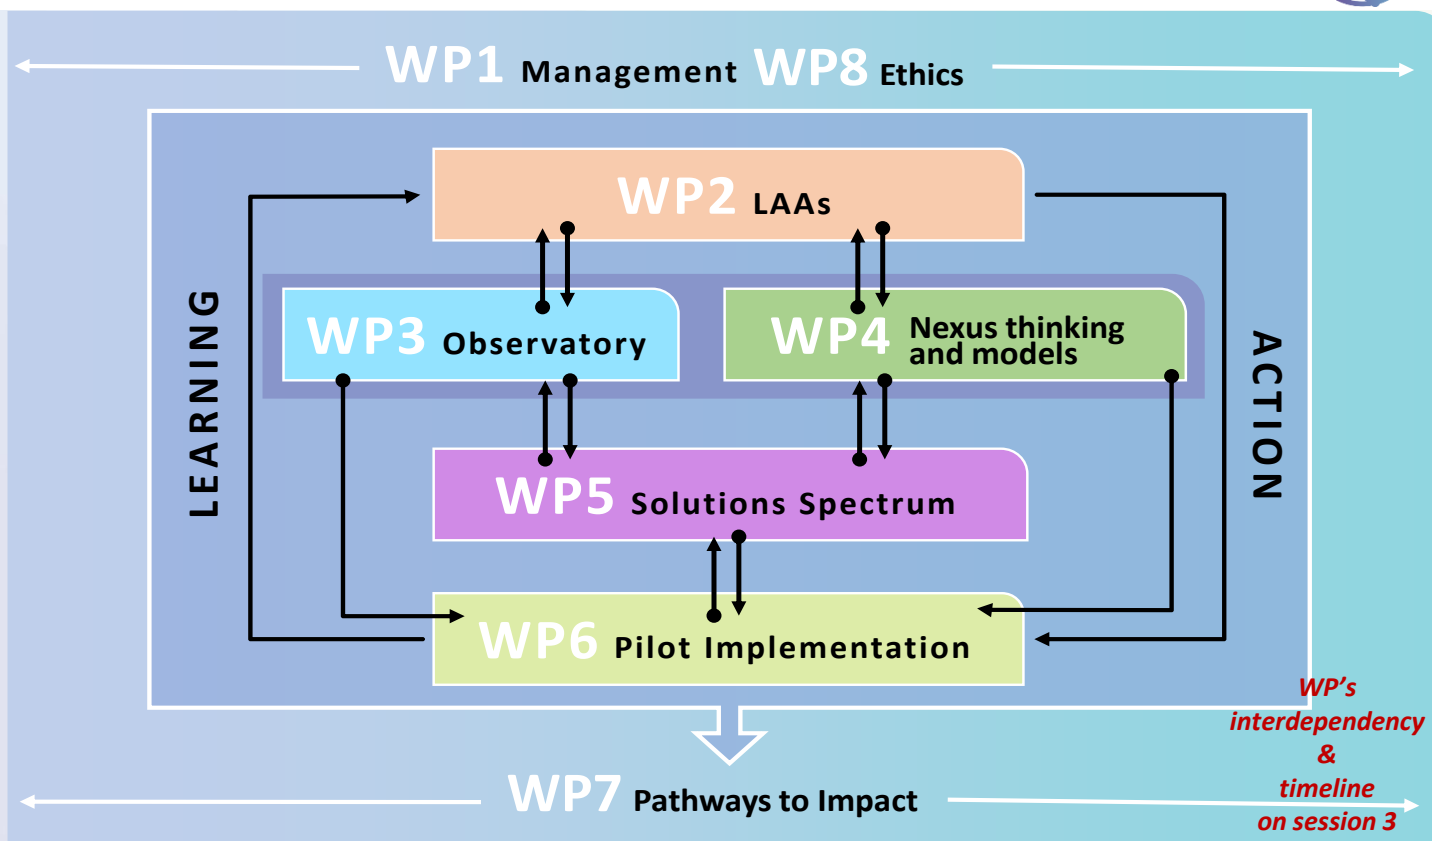 WP1 Management WP8 Ethics
WP2 LAAs
LEARNING
ACTION
WP3 Observatory
WP4 Nexus thinking
and models
WP5 Solutions Spectrum
WP6 Pilot Implementation
WP7 Pathways to Impact
WP's
interdependency
&
timeline
on session 3